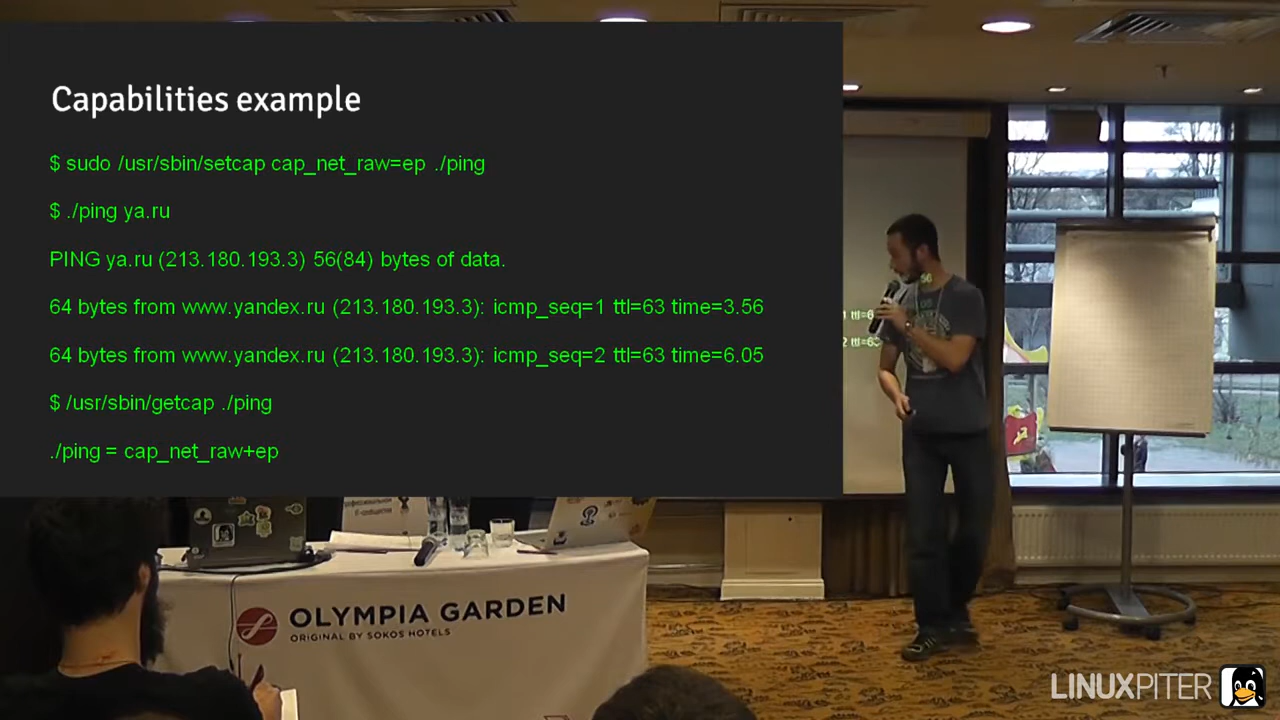 Capabilities example
$ sudo /usr/sbin/setcap cap_net_raw=ep ./ping
$ ./ping ya.ru
PING ya.ru (213.180.193.3) 56(84) bytes of data.
64 bytes from www.yandex.ru (213.180.193.3): icmp_seq=1 ttl=63 time=3.56
64 bytes from www.yandex.ru (213.180.193.3): icmp_seq=2 ttl=63 time=6.05
$ /usr/sbin/getcap ./ping
./ping = cap_net_raw+ep
OLYMPIA GARDEN
ORIGINAL BY SOKOS HOTELS
LINUXPITER